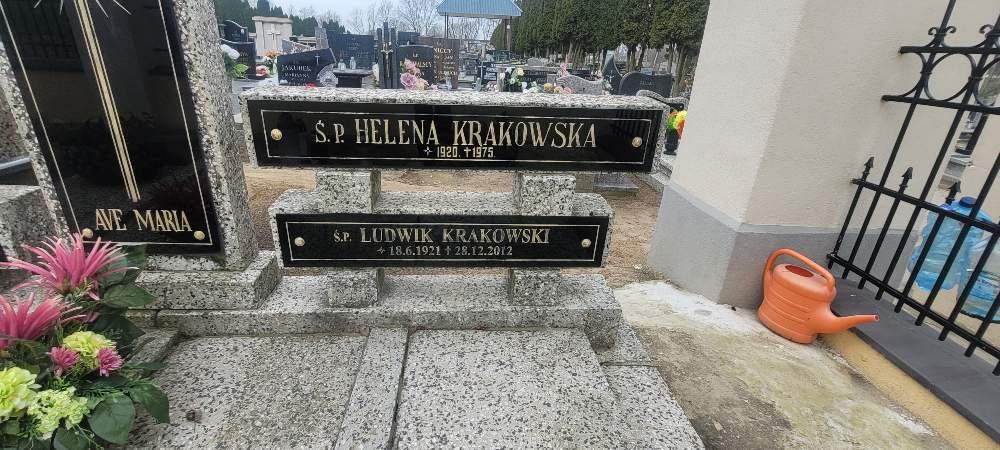 Ś.P. HELENA KRAKOWSKA
* 1920. † 1975.
Ś.P. LUDWIK KRAKOWSKI
* 18.6.1921 † 28.12.2012
AVE MARIA